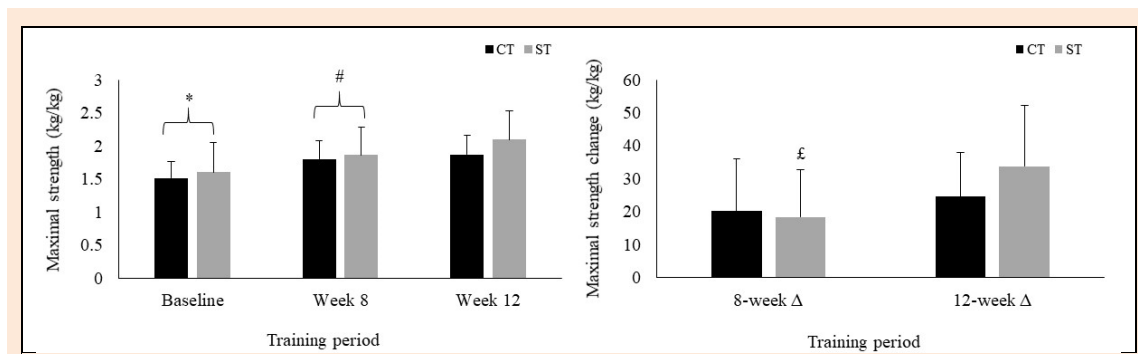 CT ST
Maximal strength (kg/kg)
3
2.5
2
1.5
1
0.5
0
*
#
Baseline Week 8 Week 12
Training period
CT ST
Maximal strength change (kg/kg)
60
50
40
30
20
10
0
£
8-week Δ 12-week Δ
Training period